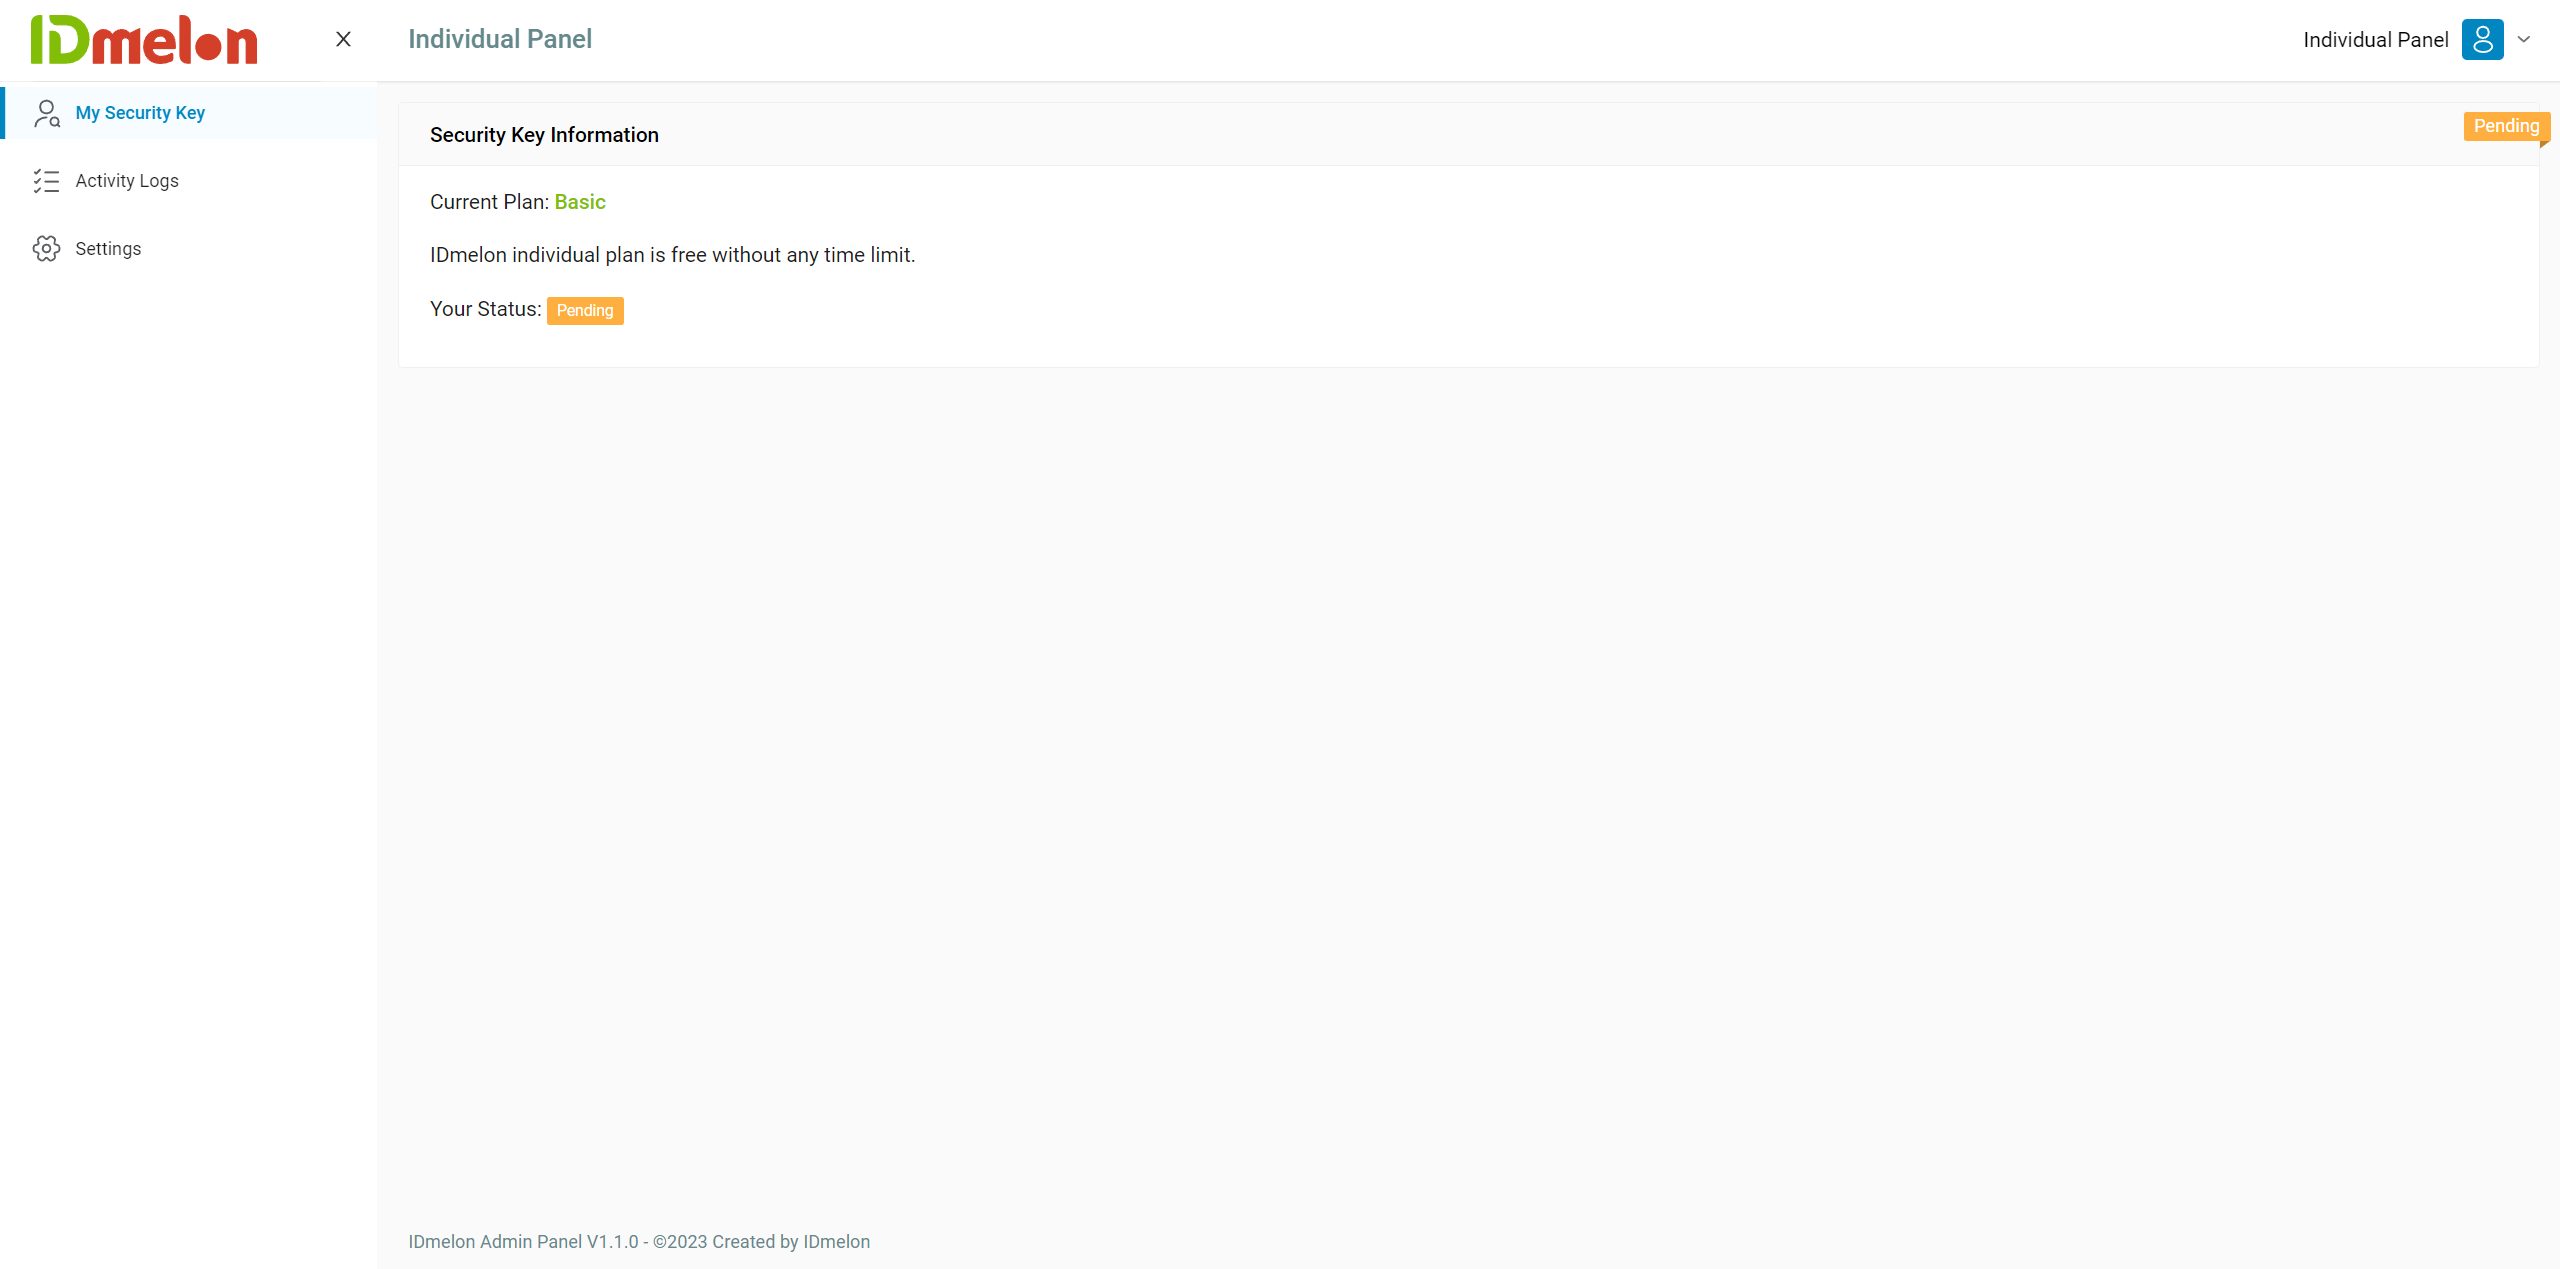 IDmelon
Individual Panel
Individual Panel
My Security Key
Activity Logs
Settings
Security Key Information
Pending
Current Plan: Basic
IDmelon individual plan is free without any time limit.
Your Status: Pending
IDmelon Admin Panel V1.1.0 - ©2023 Created by IDmelon